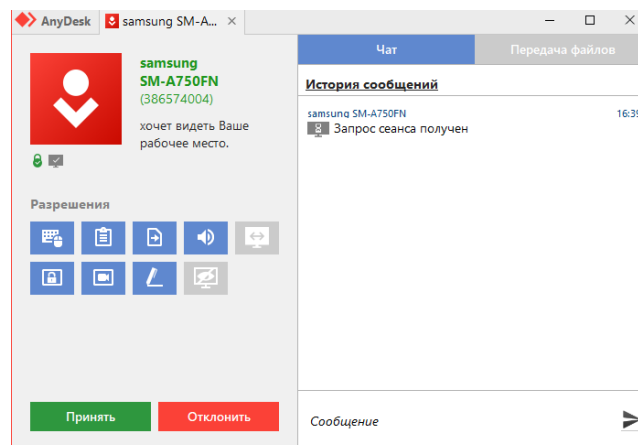 AnyDesk
samsung SM-A...
samsung
SM-A750FN
(386574004)
хочет видеть Ваше
рабочее место.
Разрешения
Принять
Отклонить
Чат
Передача файлов
История сообщений
samsung SM-A750FN
16:39
Запрос сеанса получен
Сообщение